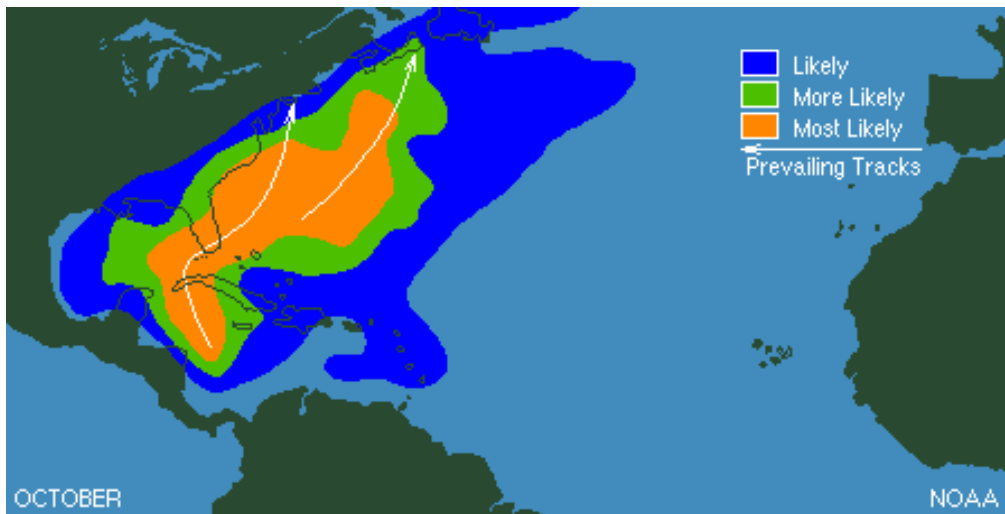 Likely
More Likely
Most Likely
Prevailing Tracks
OCTOBER
NOAA